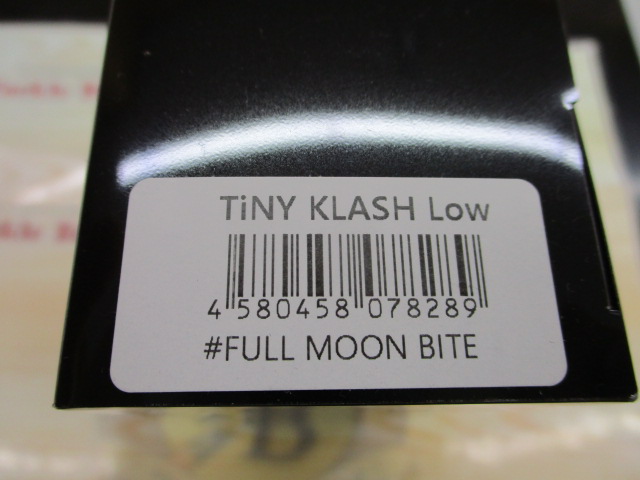 TiNY KLASH Low
4 580458 078289
#FULL MOON BITE